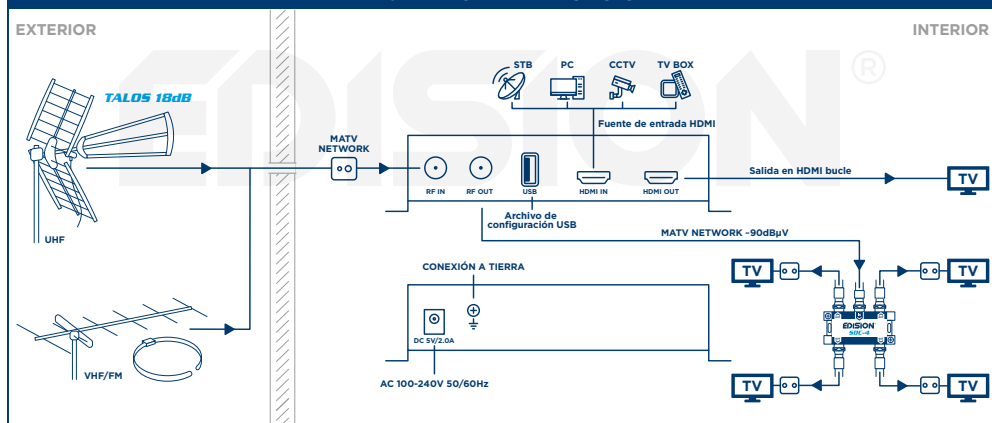 EXTERIOR
INTERIOR
EDISION®
STB
PC
CCTV
TV BOX
TALOS 18dB
Fuente de entrada HDMI
MATV
NETWORK
RF IN
RF OUT
USB
HDMI IN
HDMI OUT
Salida en HDMI bucle
TV
Archivo de
configuración USB
UHF
MATV NETWORK ~90dBµV
CONEXIÓN A TIERRA
TV
TV
EDISION
SDC-4
DC 5V/2.0A
VHF/FM
AC 100-240V 50/60Hz
TV
TV